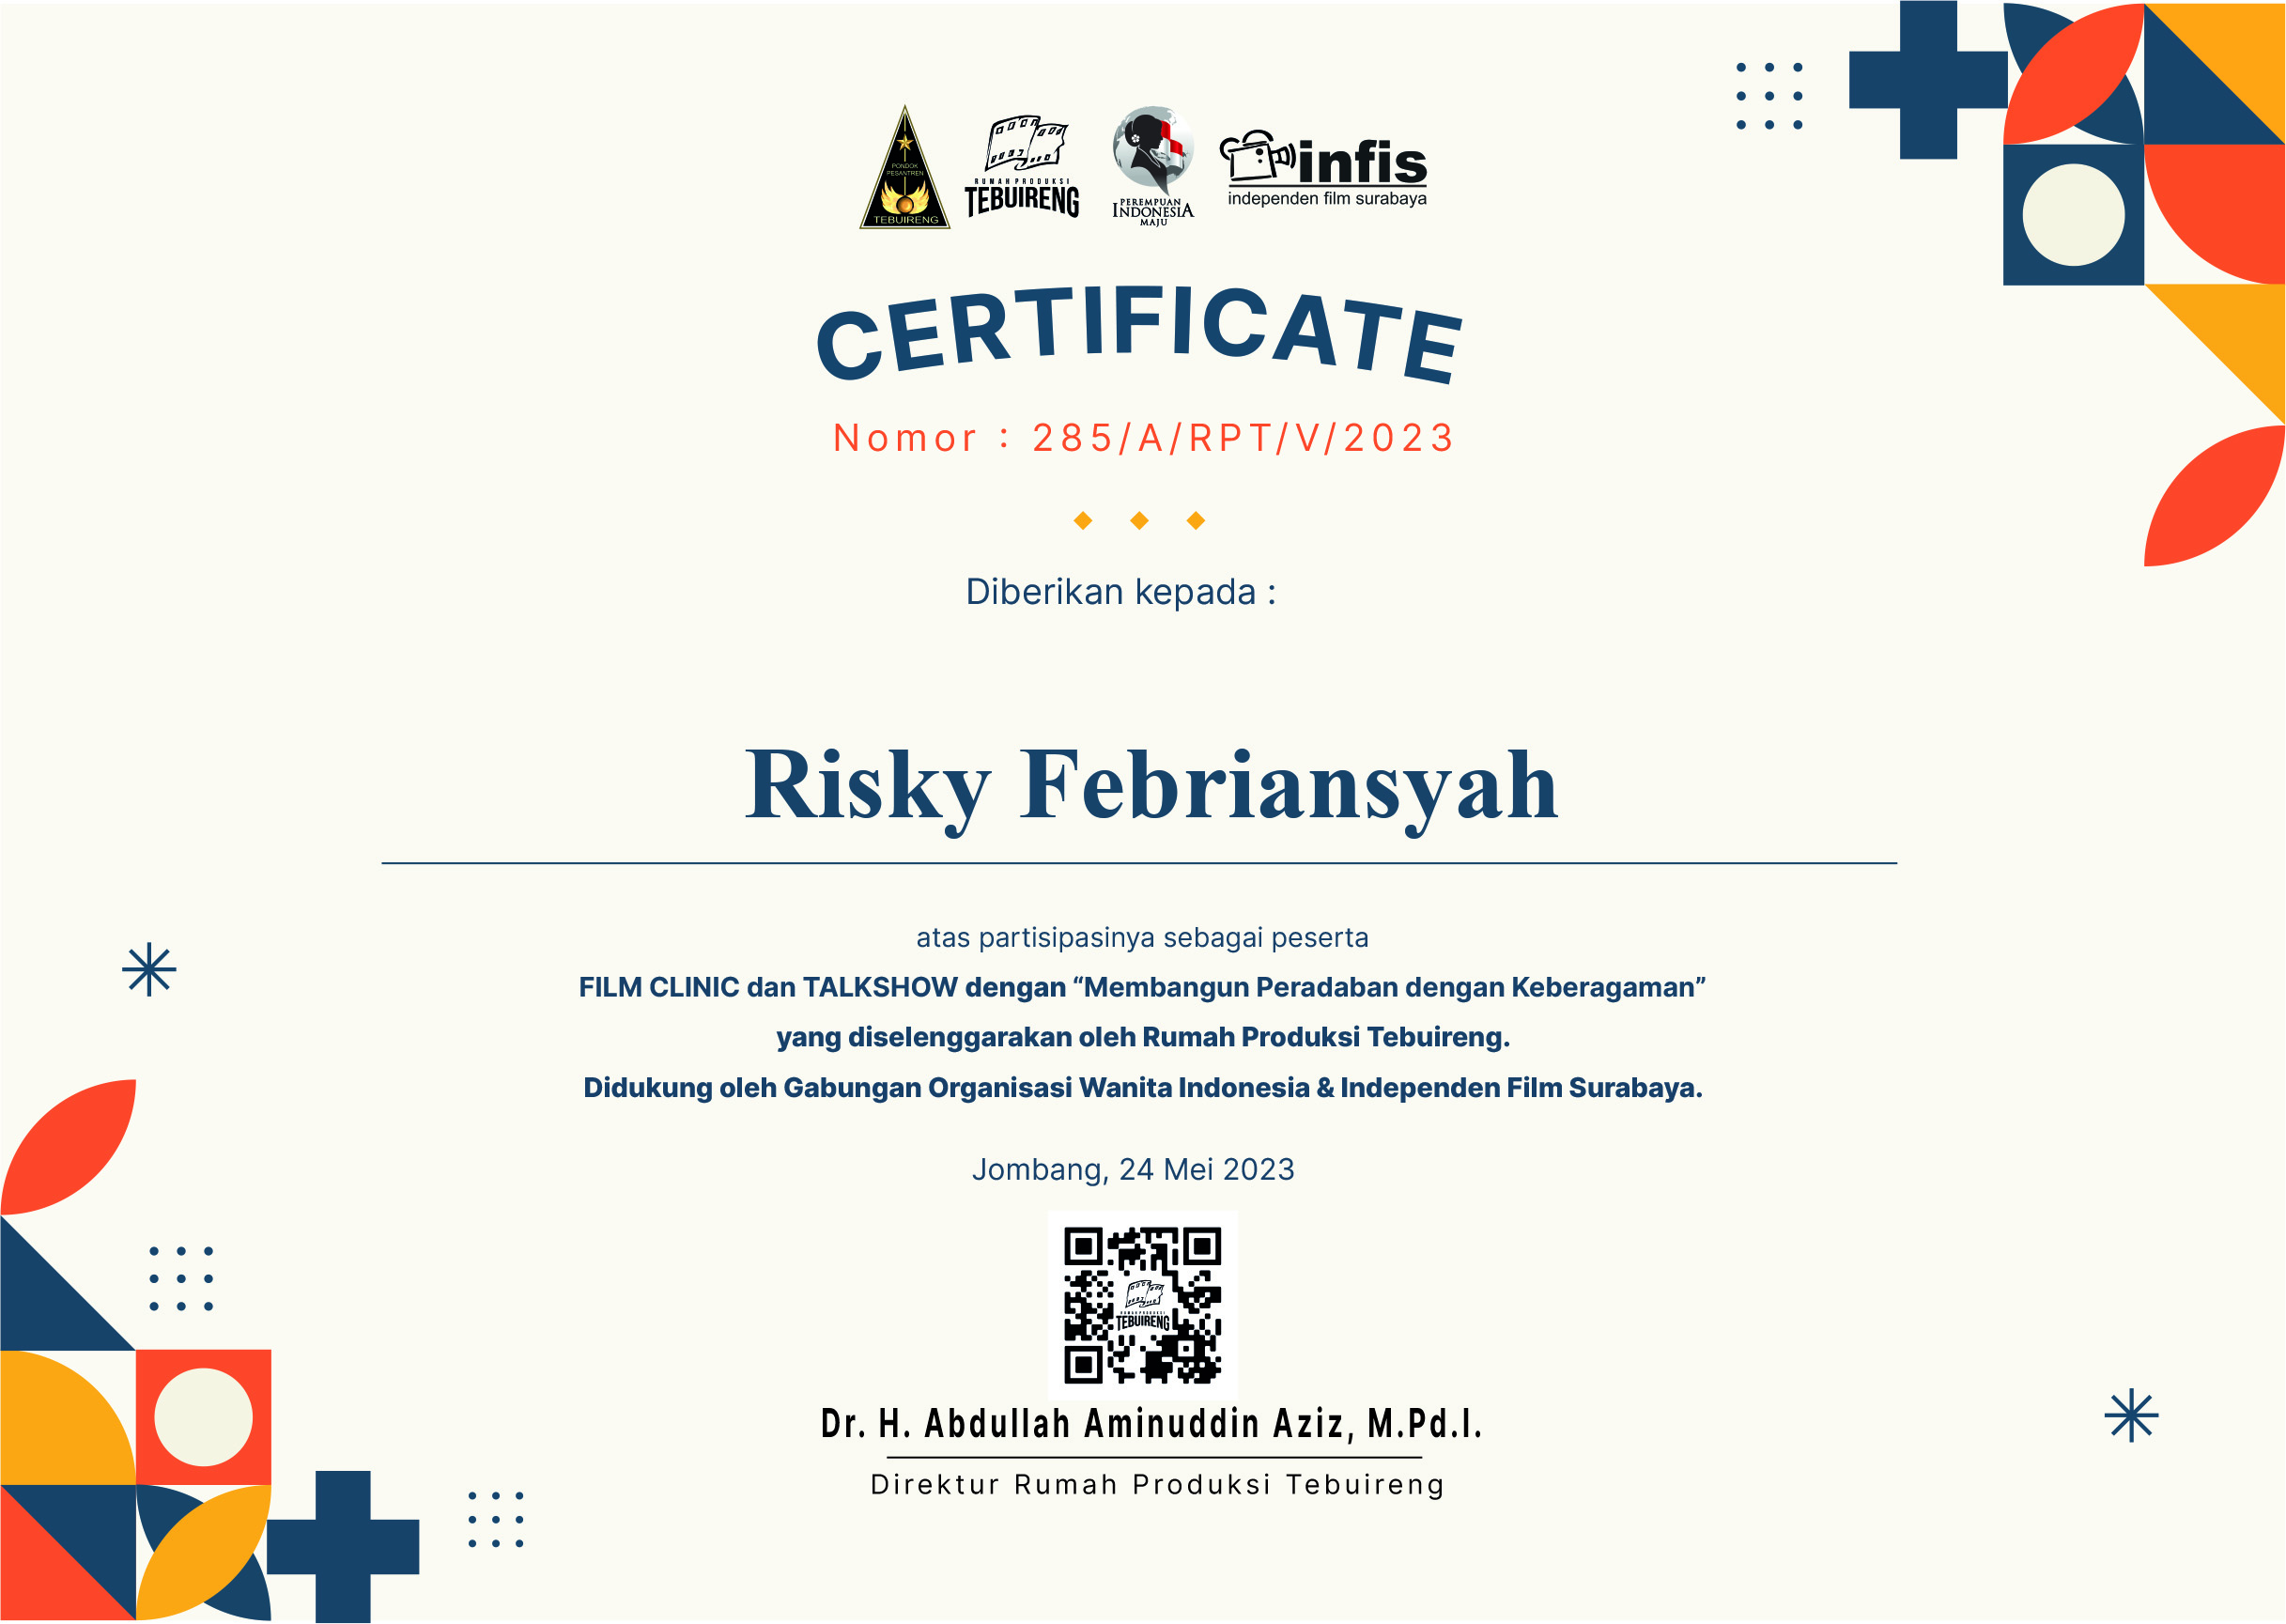 PONDOK
PESANTREN
TEBUIRENG
RUMAH PRODUKSI
TEBUIRENG
PEREMPUAN
INDONESIA
MAJU
infis
independen film surabaya
CERTIFICATE
Nomor : 285/A/RPT/V/2023
Diberikan kepada :
Risky Febriansyah
atas partisipasinya sebagai peserta
FILM CLINIC dan TALKSHOW dengan “Membangun Peradaban dengan Keberagaman”
yang diselenggarakan oleh Rumah Produksi Tebuireng.
Didukung oleh Gabungan Organisasi Wanita Indonesia & Independen Film Surabaya.
Jombang, 24 Mei 2023
RUMAH PRODUKSI
TEBUIRENG
Dr. H. Abdullah Aminuddin Aziz, M.Pd.I.
Direktur Rumah Produksi Tebuireng